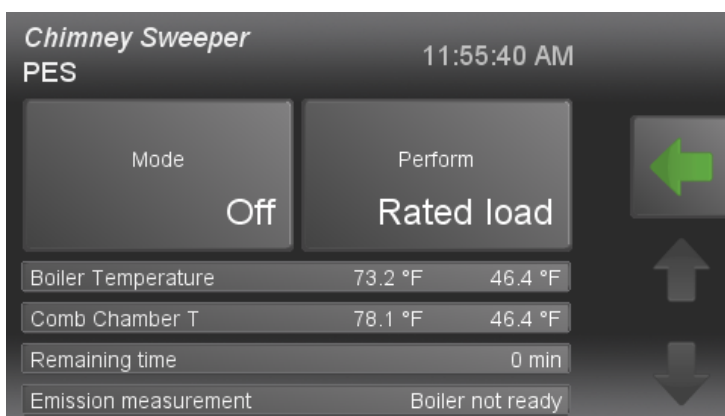 Chimney Sweeper
PES
11:55:40 AM
Mode
Off
Perform
Rated load
Boiler Temperature 73.2 °F 46.4 °F
Comb Chamber T 78.1 °F 46.4 °F
Remaining time 0 min
Emission measurement Boiler not ready